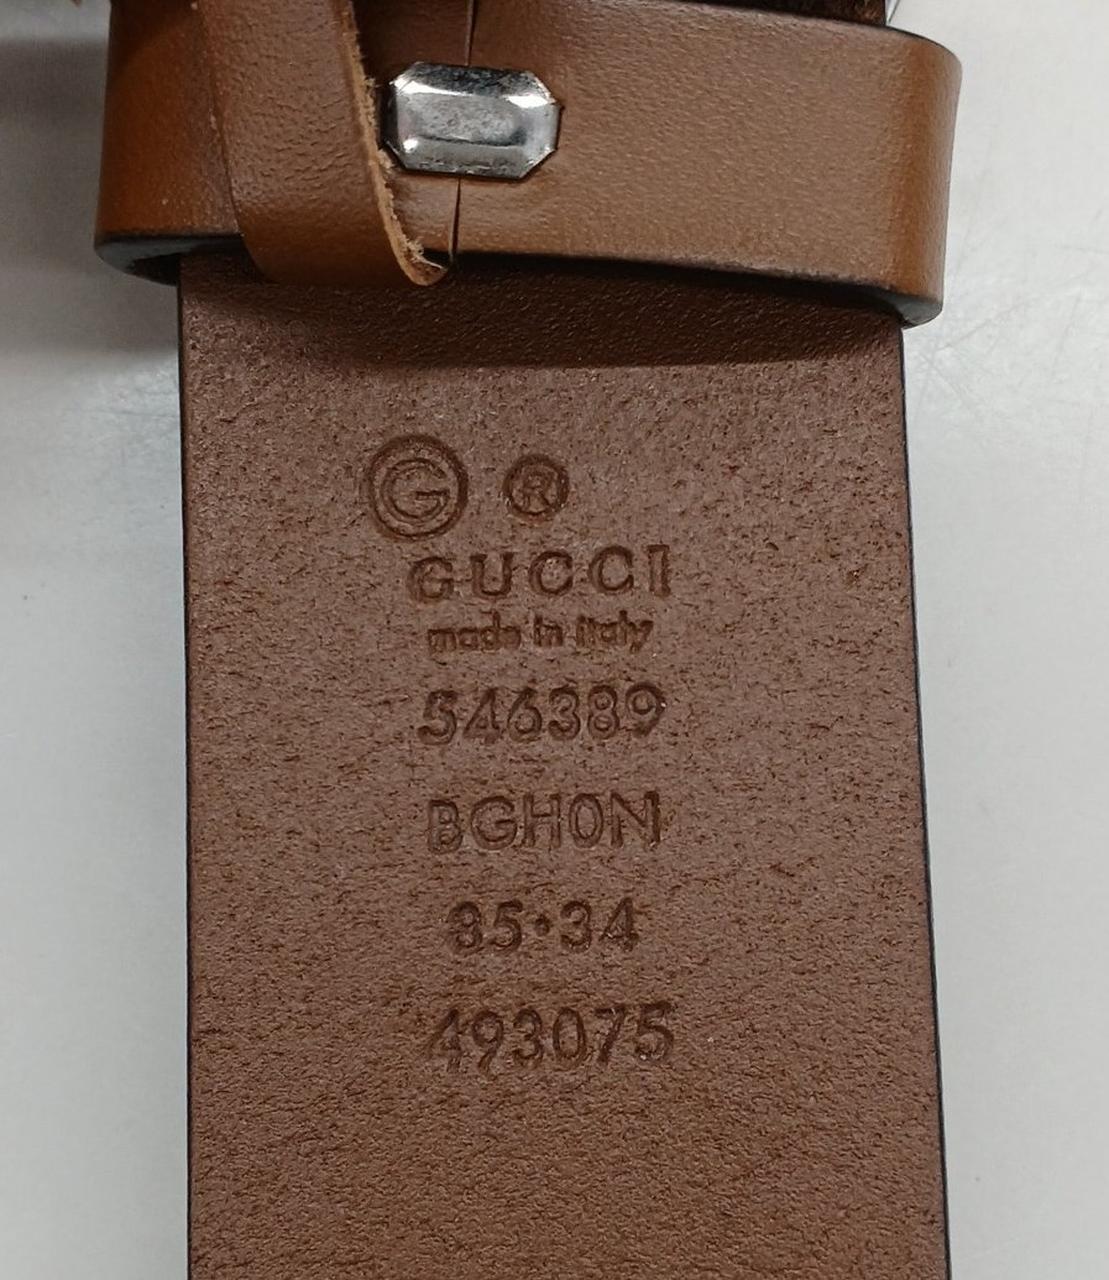 G ®
GUCCI
made in italy
546389
BGH0N
85·34
493075